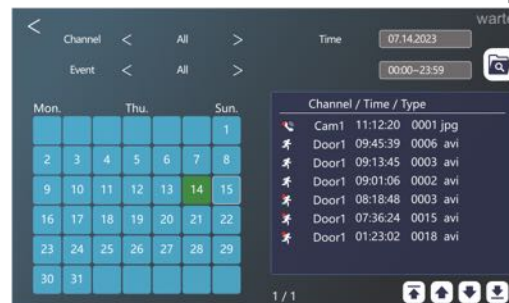 warte
<
Channel < All > Time 07.14.2023
Event < All > 00:00~23:59
Mon. Thu. Sun.
1
2 3 4 5 6 7 8
9 10 11 12 13 14 15
16 17 18 19 20 21 22
23 24 25 26 27 28 29
30 31
Channel / Time / Type
Cam1 11:12:20 0001 jpg
Door1 09:45:39 0006 avi
Door1 09:13:45 0003 avi
Door1 09:01:06 0002 avi
Door1 08:18:48 0003 avi
Door1 07:36:24 0015 avi
Door1 01:23:02 0018 avi
1 / 1